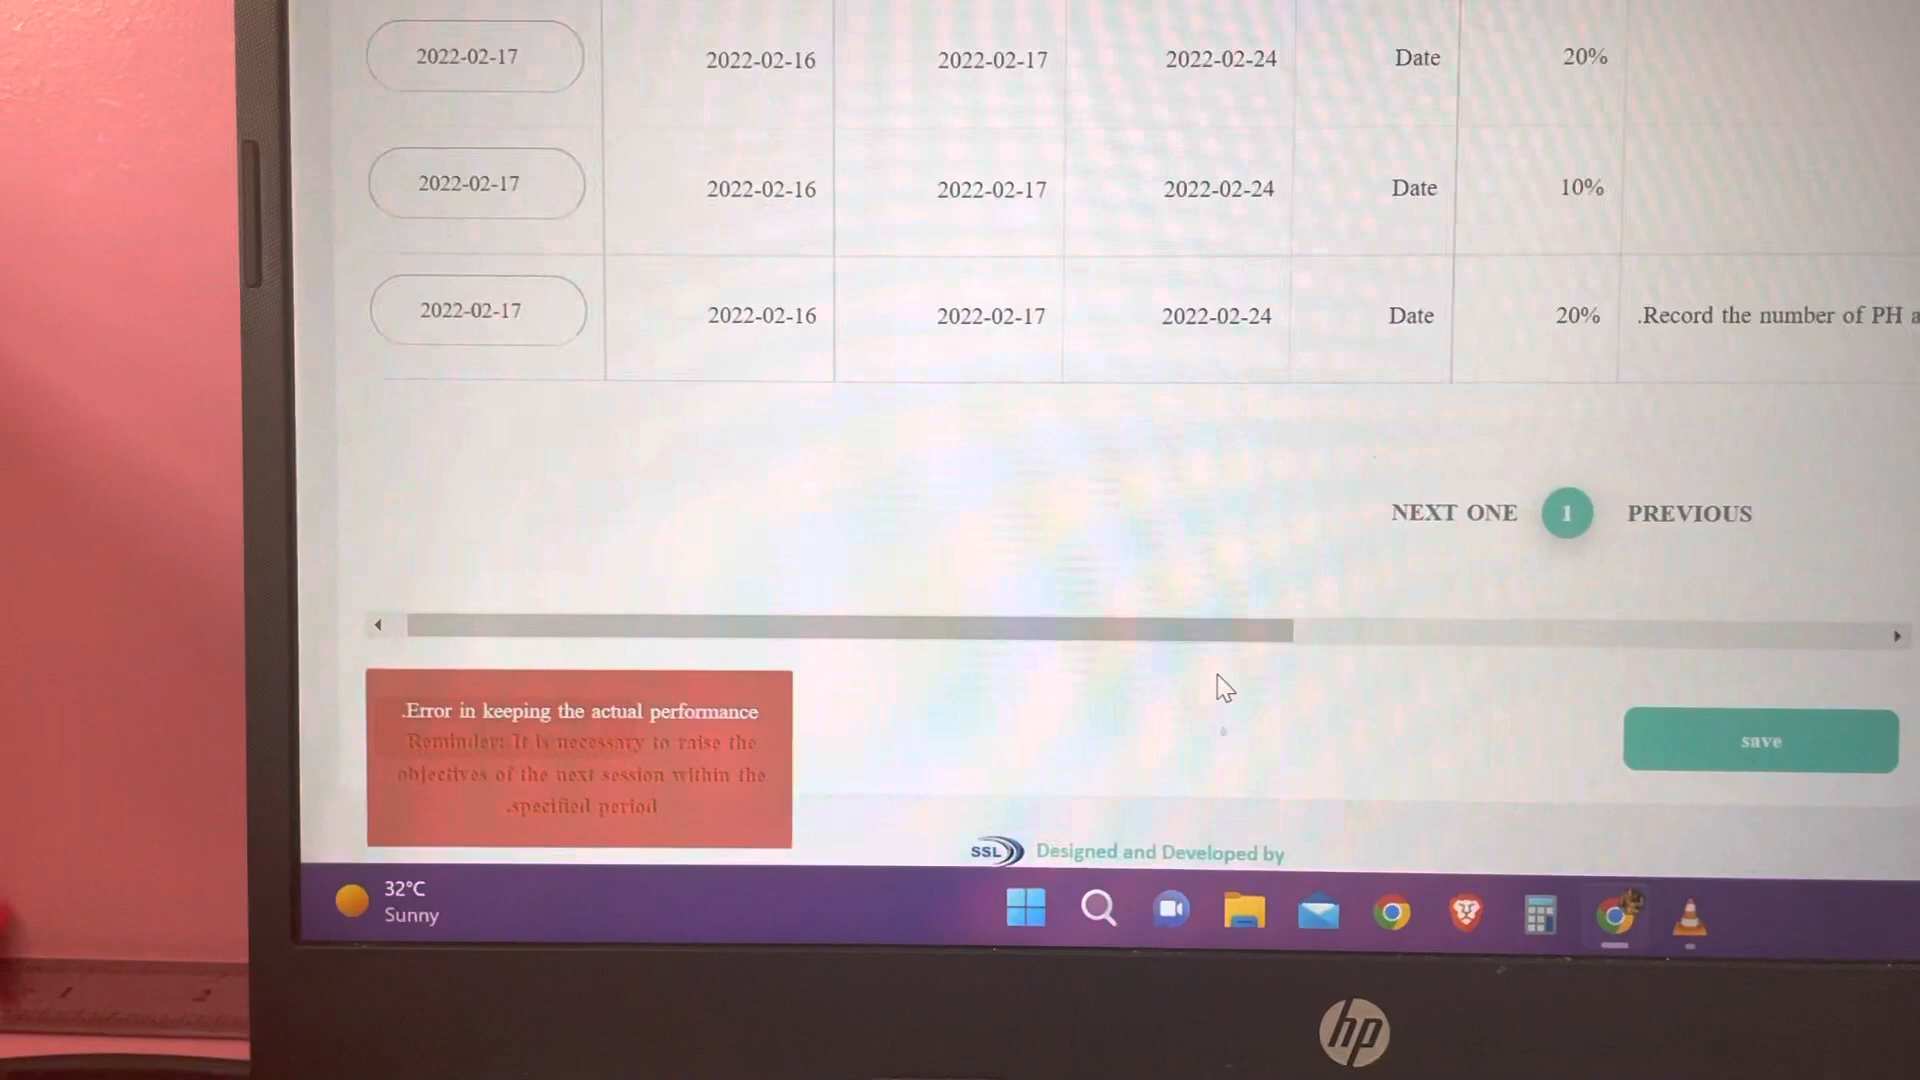 2022-02-17 2022-02-16 2022-02-17 2022-02-24 Date 20%
2022-02-17 2022-02-16 2022-02-17 2022-02-24 Date 10%
2022-02-17 2022-02-16 2022-02-17 2022-02-24 Date 20% .Record the number of PH a
NEXT ONE 1 PREVIOUS
.Error in keeping the actual performance
Reminder: It is necessary to raise the
objectives of the next session within the
.specified period
save
SSL Designed and Developed by
32°C
Sunny
hp